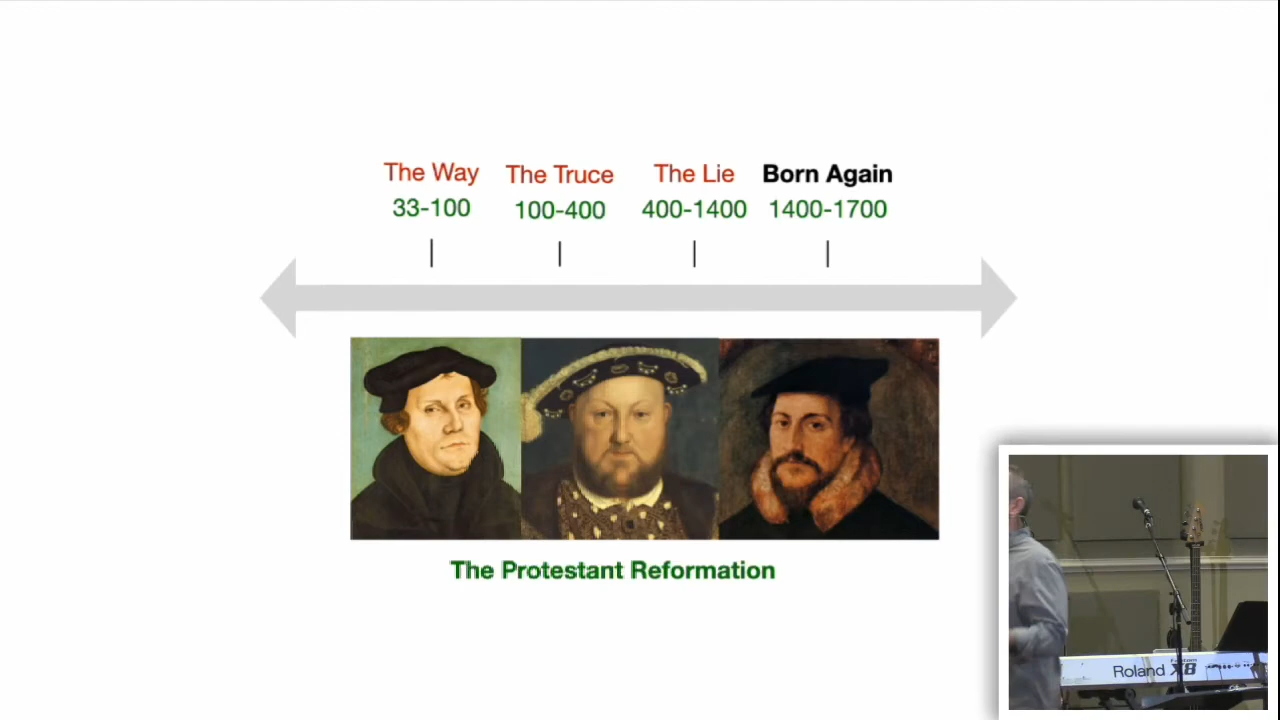 The Way The Truce The Lie Born Again
33-100 100-400 400-1400 1400-1700
The Protestant Reformation
Roland X8